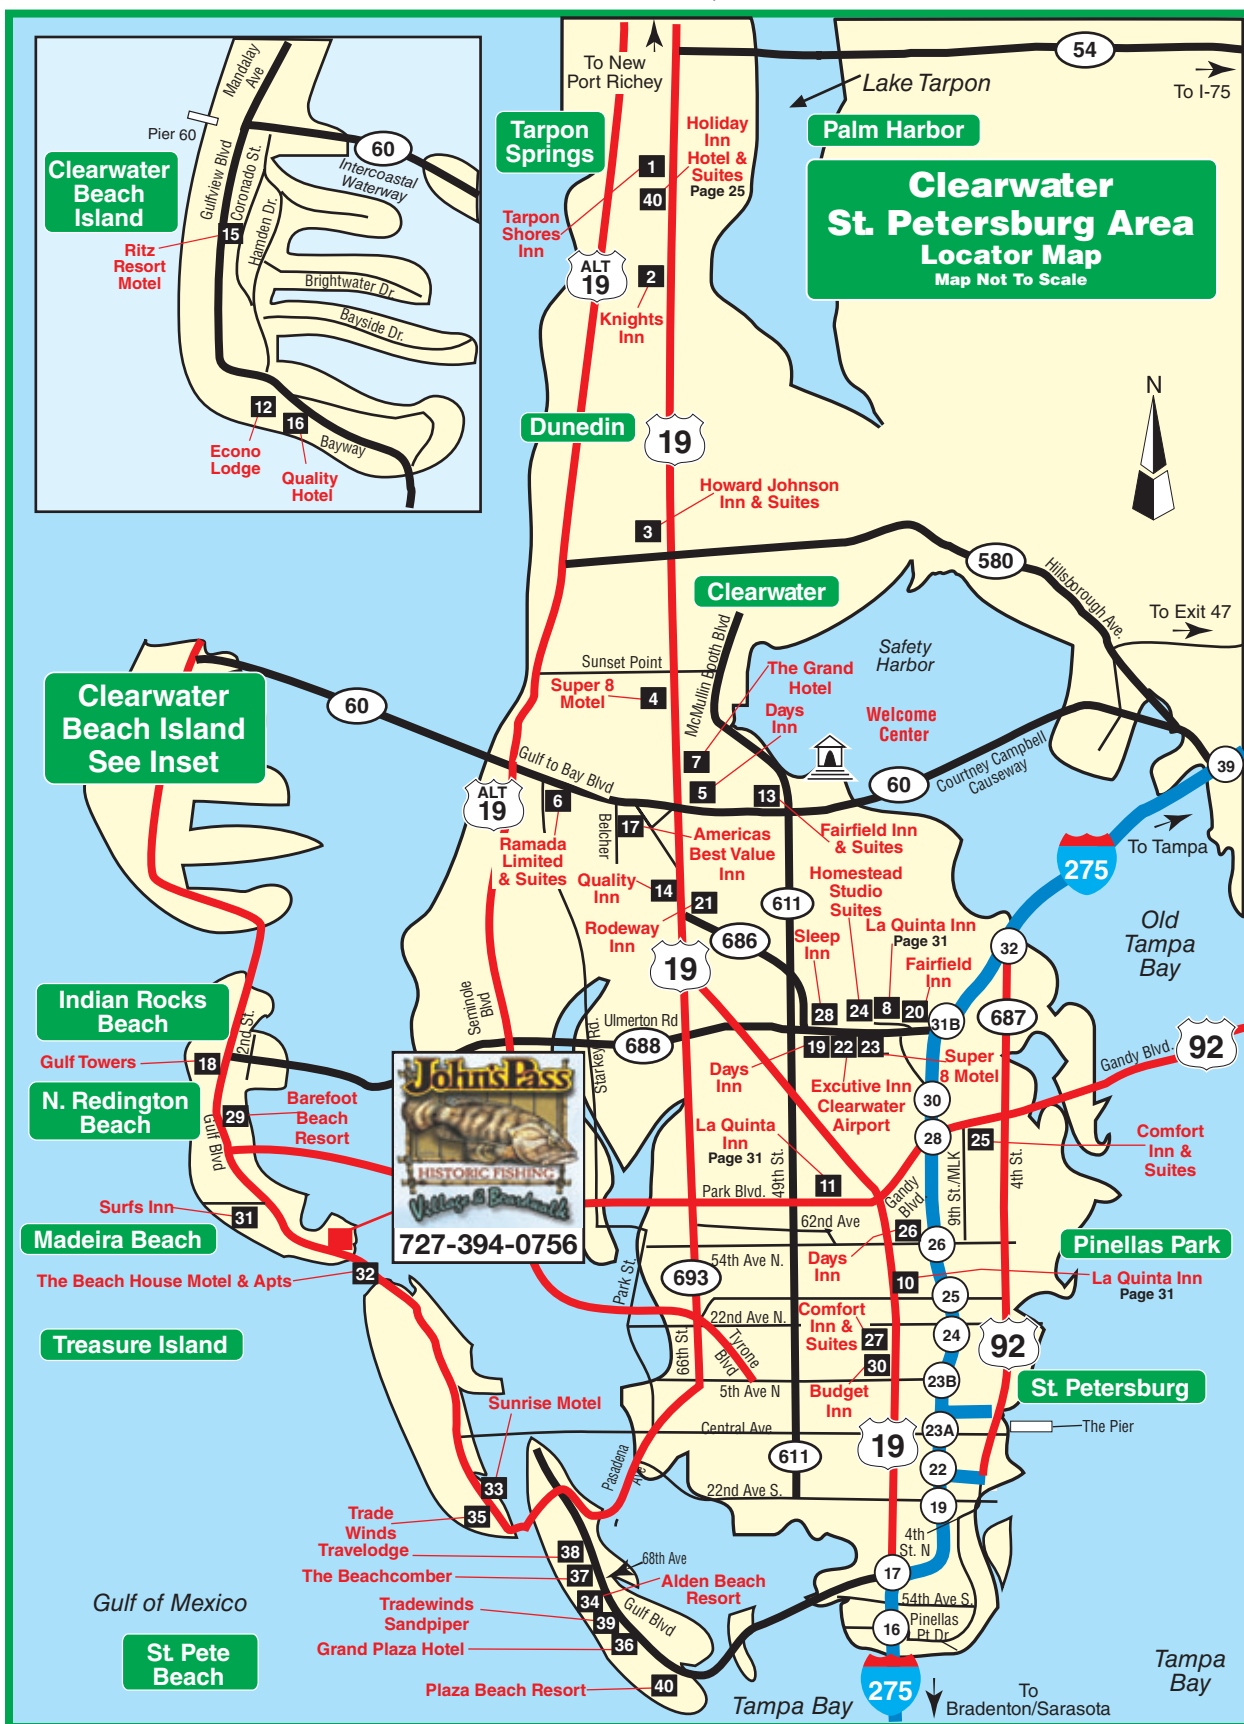 Clearwater
St. Petersburg Area
Locator Map
Map Not To Scale
Mandalay
Ave
Pier 60
Clearwater
Beach
Island
Gulfview Blvd
Coronado St.
Hamden Dr.
60
Intercoastal
Waterway
15
Ritz
Resort
Motel
Brightwater Dr.
Bayside Dr.
12
16
Econo
Lodge
Quality
Hotel
Bayway
To New
Port Richey
54
To I-75
Lake Tarpon
Palm Harbor
Tarpon
Springs
Holiday
Inn
Hotel &
Suites
Page 25
1
40
Tarpon
Shores
Inn
ALT
19
2
Knights
Inn
N
Dunedin
19
Howard Johnson
Inn & Suites
3
580
Hillsborough Ave.
To Exit 47
Clearwater
McMullin Booth Blvd
Safety
Harbor
Sunset Point
Super 8
Motel
4
The Grand
Hotel
Days
Inn
Welcome
Center
Clearwater
Beach Island
See Inset
60
Gulf to Bay Blvd
7
5
13
60
Courtney Campbell
Causeway
39
ALT
19
6
Belcher
17
Ramada
Limited
& Suites
Americas
Best Value
Inn
Fairfield Inn
& Suites
To Tampa
275
Quality
Inn
14
21
Rodeway
Inn
611
Homestead
Studio
Suites
La Quinta Inn
Page 31
Sleep
Inn
Fairfield
Inn
686
19
32
Old
Tampa
Bay
Indian Rocks
Beach
2nd St.
Seminole
Blvd
Starkey Rd.
Ulmerton Rd
688
28
24
8
20
31B
687
92
Gandy Blvd.
Gulf Towers
18
19
22
23
Days
Inn
Super
8 Motel
Excutive Inn
Clearwater
Airport
30
N. Redington
Beach
29
Barefoot
Beach
Resort
Gulf Blvd
John'sPass
HISTORIC FISHING
Village & Boardwalk
727-394-0756
La Quinta
Inn
Page 31
49th St.
28
25
9th St./MLK
4th St.
Comfort
Inn &
Suites
Park Blvd.
11
Gandy
Blvd.
Surfs Inn
31
62nd Ave
26
26
Madeira Beach
Pinellas Park
54th Ave N.
Days
Inn
10
La Quinta Inn
Page 31
The Beach House Motel & Apts
32
Park St.
693
25
22nd Ave N.
Comfort
Inn &
Suites
27
24
92
Treasure Island
66th St.
Tyrone
Blvd
30
23B
St. Petersburg
5th Ave N
Budget
Inn
Sunrise Motel
Central Ave
23A
The Pier
611
19
Pasadena
Ave
22
33
22nd Ave S.
19
Trade
Winds
35
4th
St. N
Travelodge
38
68th Ave
17
The Beachcomber
37
Alden Beach
Resort
34
54th Ave S.
Gulf of Mexico
Tradewinds
Sandpiper
39
Gulf Blvd
16
Pinellas
Pt Dr.
Grand Plaza Hotel
36
St. Pete
Beach
Plaza Beach Resort
40
Tampa Bay
275
To
Bradenton/Sarasota
Tampa
Bay